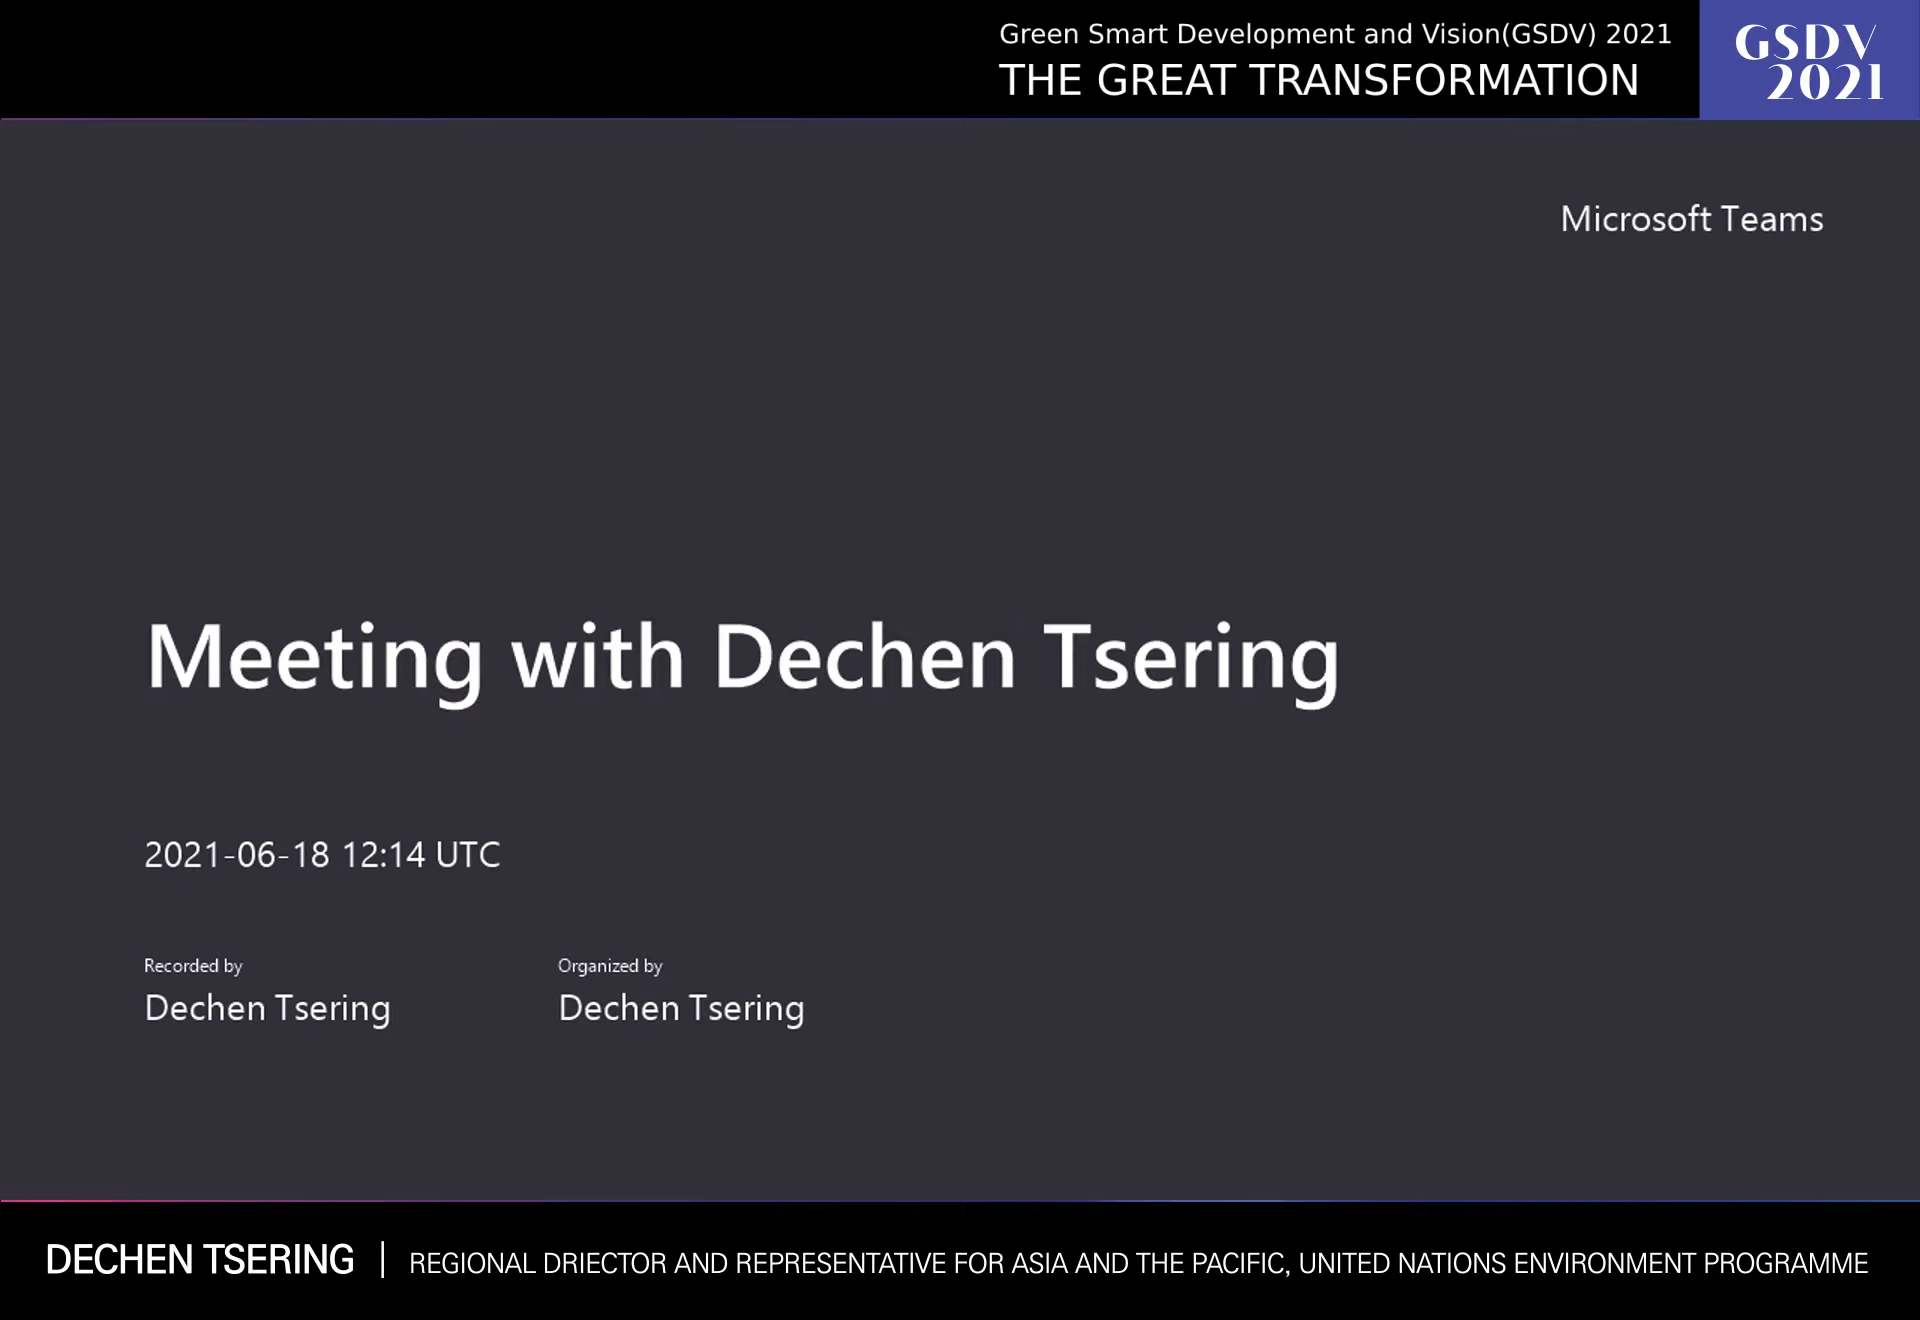 Green Smart Development and Vision(GSDV) 2021
THE GREAT TRANSFORMATION
GSDV
2021
Microsoft Teams
Meeting with Dechen Tsering
2021-06-18 12:14 UTC
Recorded by
Organized by
Dechen Tsering
Dechen Tsering
DECHEN TSERING | REGIONAL DRIECTOR AND REPRESENTATIVE FOR ASIA AND THE PACIFIC, UNITED NATIONS ENVIRONMENT PROGRAMME